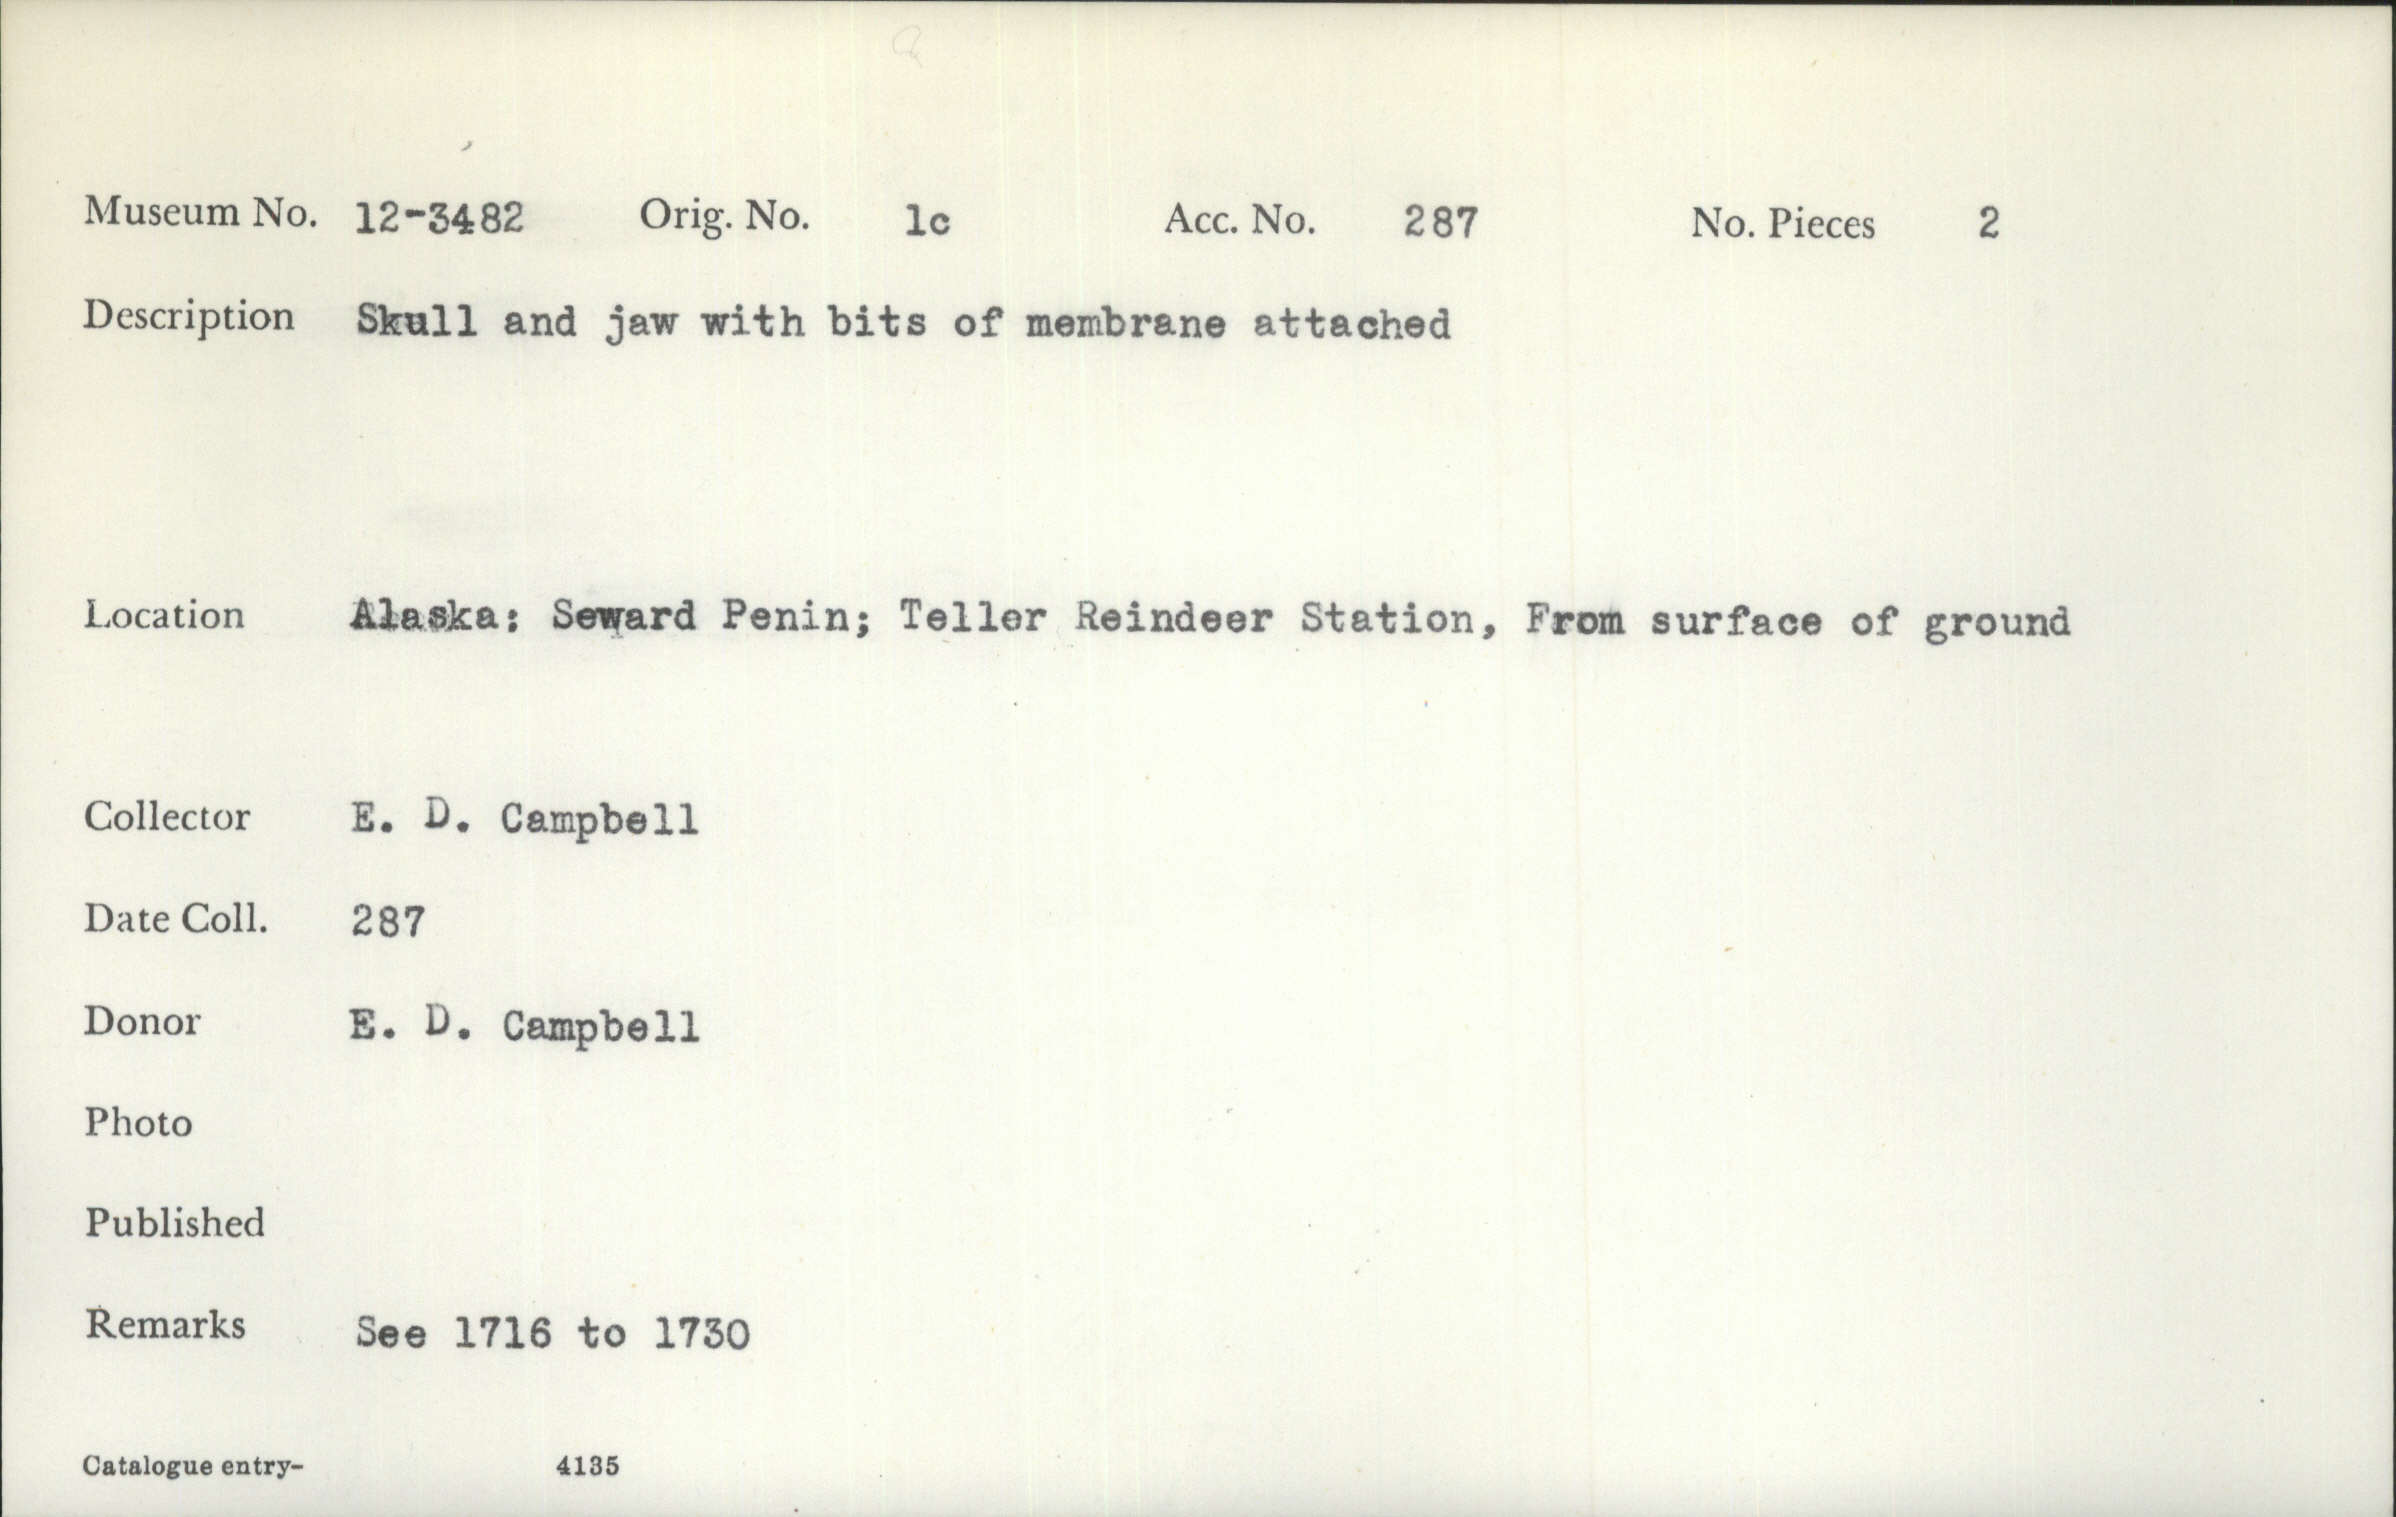 Museum No. 12-3482 Orig. No. 1c Acc. No. 287 No. Pieces 2
Description Skull and jaw with bits of membrane attached
Location Alaska: Seward Penin; Teller Reindeer Station, From surface of ground
Collector E. D. Campbell
Date Coll. 287
Donor E. D. Campbell
Photo
Published
Remarks See 1716 to 1730
Catalogue entry- 4135